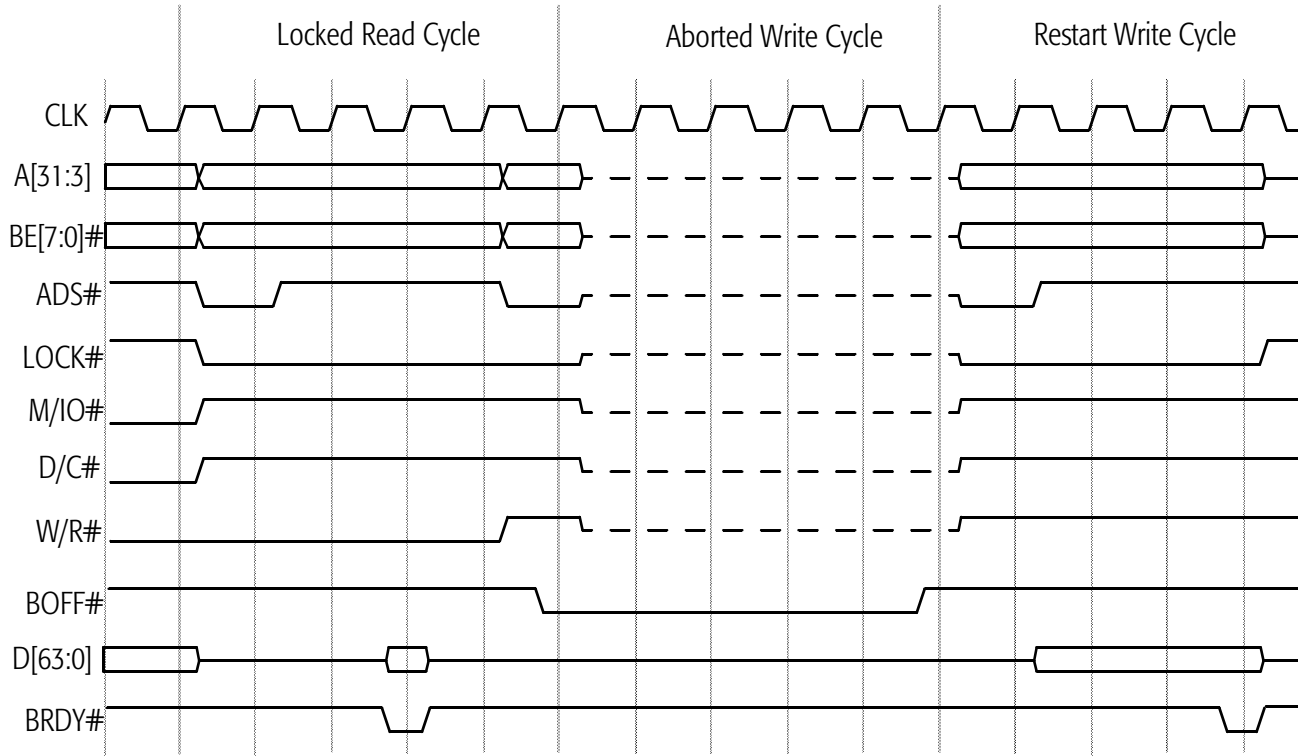 Locked Read Cycle Aborted Write Cycle Restart Write Cycle
CLK
A[31:3]
BE[7:0]#
ADS#
LOCK#
M/IO#
D/C#
W/R#
BOFF#
D[63:0]
BRDY#